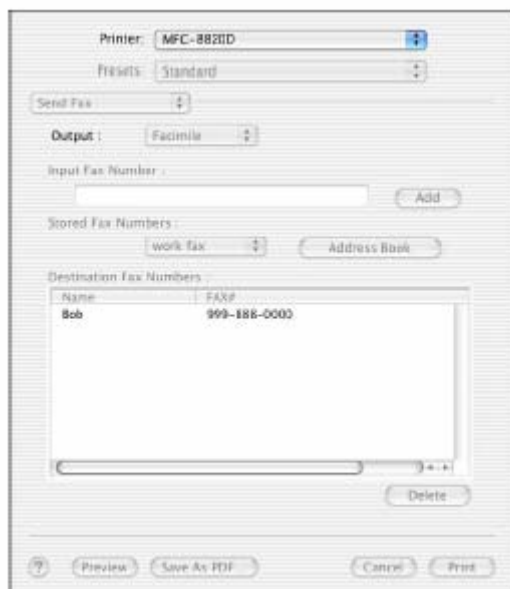 Printer: MFC-8820D
Presets: Standard
Send Fax
Output : Facimile
Input Fax Number :
Add
Stored Fax Numbers :
work fax Address Book
Destination Fax Numbers :
Name FAX#
Bob 999-888-0000
Delete
? Preview Save As PDF Cancel Print